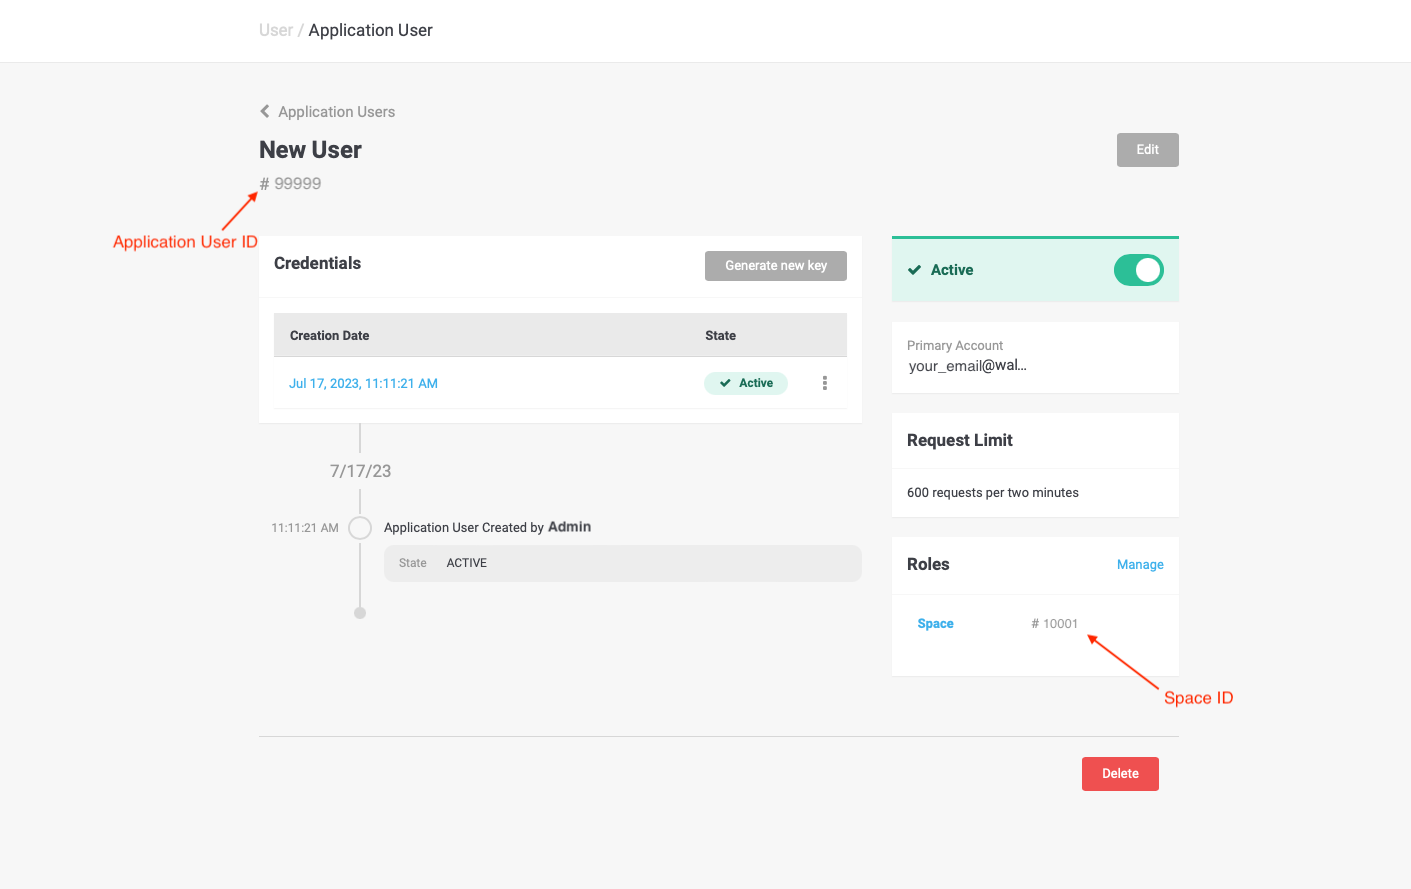 User / Application User
Application Users
New User
Edit
# 99999
Application User ID
Credentials
Generate new key
Creation Date State
Jul 17, 2023, 11:11:21 AM Active
7/17/23
11:11:21 AM Application User Created by Admin
State ACTIVE
Active
Primary Account
your_email@wal...
Request Limit
600 requests per two minutes
Roles Manage
Space # 10001
Space ID
Delete